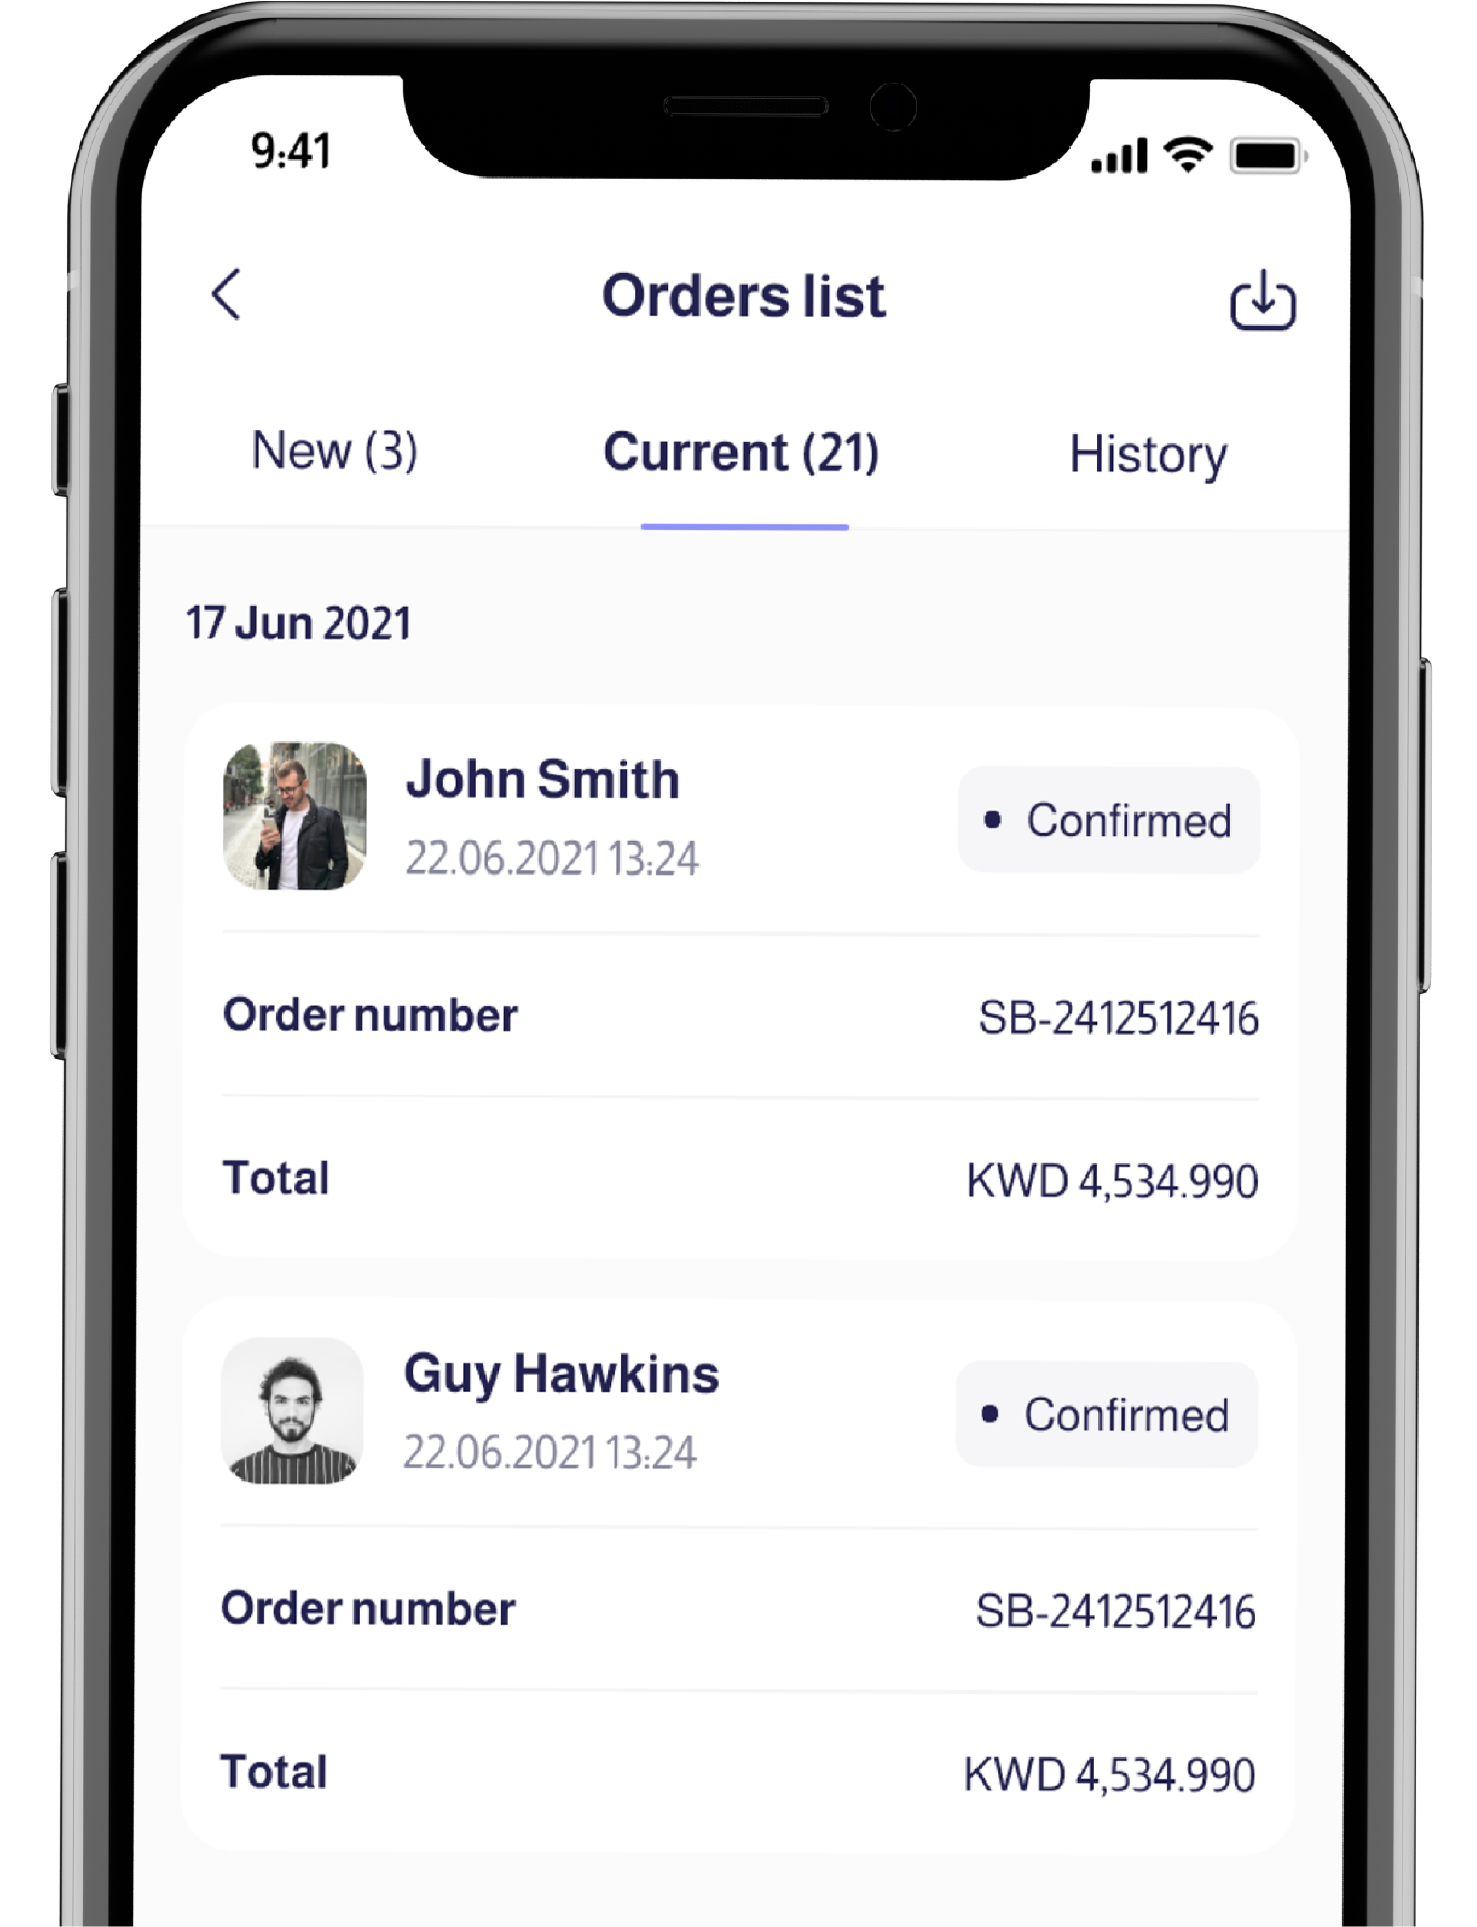 9:41
Orders list
New (3) Current (21) History
17 Jun 2021
John Smith
22.06.2021 13:24
Confirmed
Order number SB-2412512416
Total KWD 4,534.990
Guy Hawkins
22.06.2021 13:24
Confirmed
Order number SB-2412512416
Total KWD 4,534.990